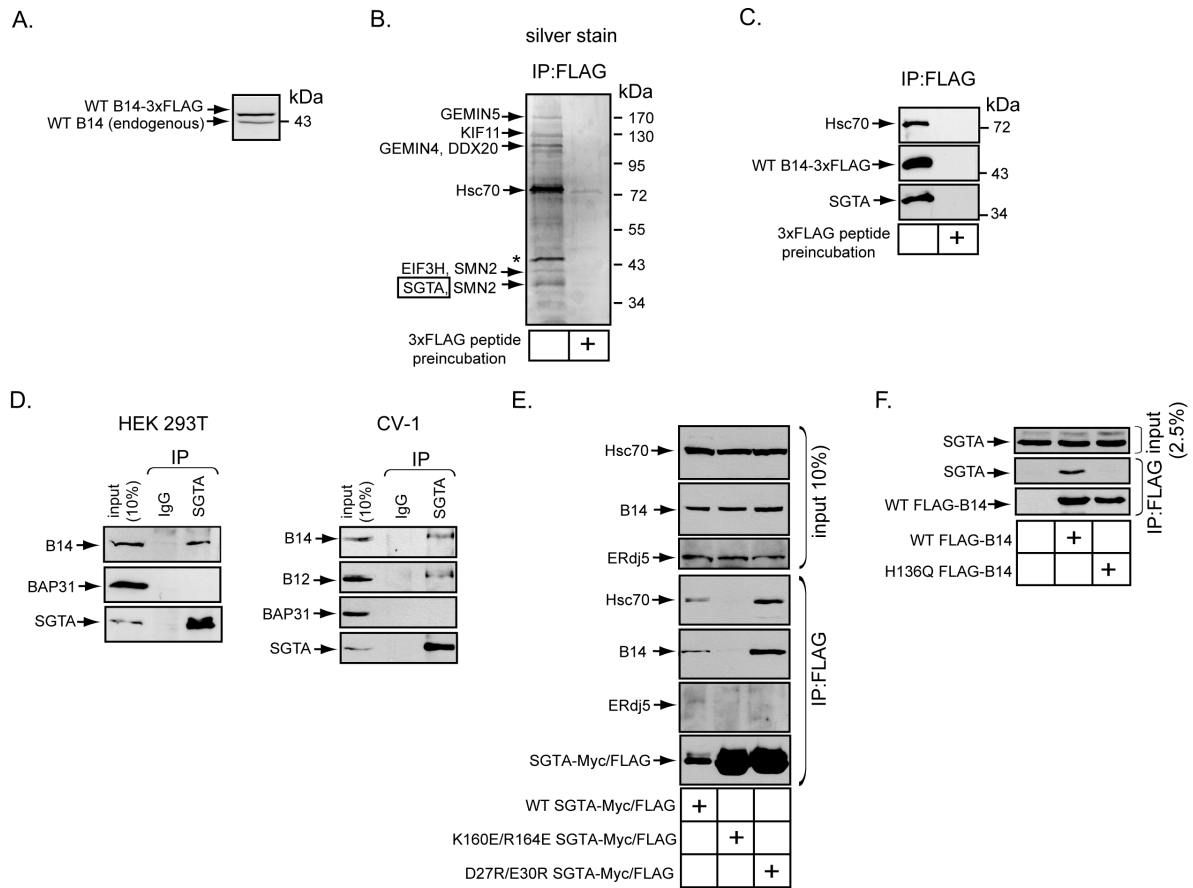 A.
WT B14-3xFLAG
WT B14 (endogenous)
kDa
43
B.
silver stain
IP:FLAG
kDa
GEMIN5
170
KIF11
130
GEMIN4, DDX20
95
Hsc70
72
55
*
43
EIF3H, SMN2
SGTA, SMN2
34
3xFLAG peptide
preincubation
+
C.
IP:FLAG
kDa
Hsc70
72
WT B14-3xFLAG
43
SGTA
34
3xFLAG peptide
preincubation
+
D.
HEK 293T
IP
input
(10%)
IgG
SGTA
B14
BAP31
SGTA
CV-1
IP
input
(10%)
IgG
SGTA
B14
B12
BAP31
SGTA
E.
Hsc70
B14
ERdj5
input 10%)
Hsc70
B14
ERdj5
SGTA-Myc/FLAG
IP:FLAG
WT SGTA-Myc/FLAG +
K160E/R164E SGTA-Myc/FLAG +
D27R/E30R SGTA-Myc/FLAG +
F.
SGTA
input
(2.5%)
SGTA
WT FLAG-B14
IP:FLAG
WT FLAG-B14 +
H136Q FLAG-B14 +